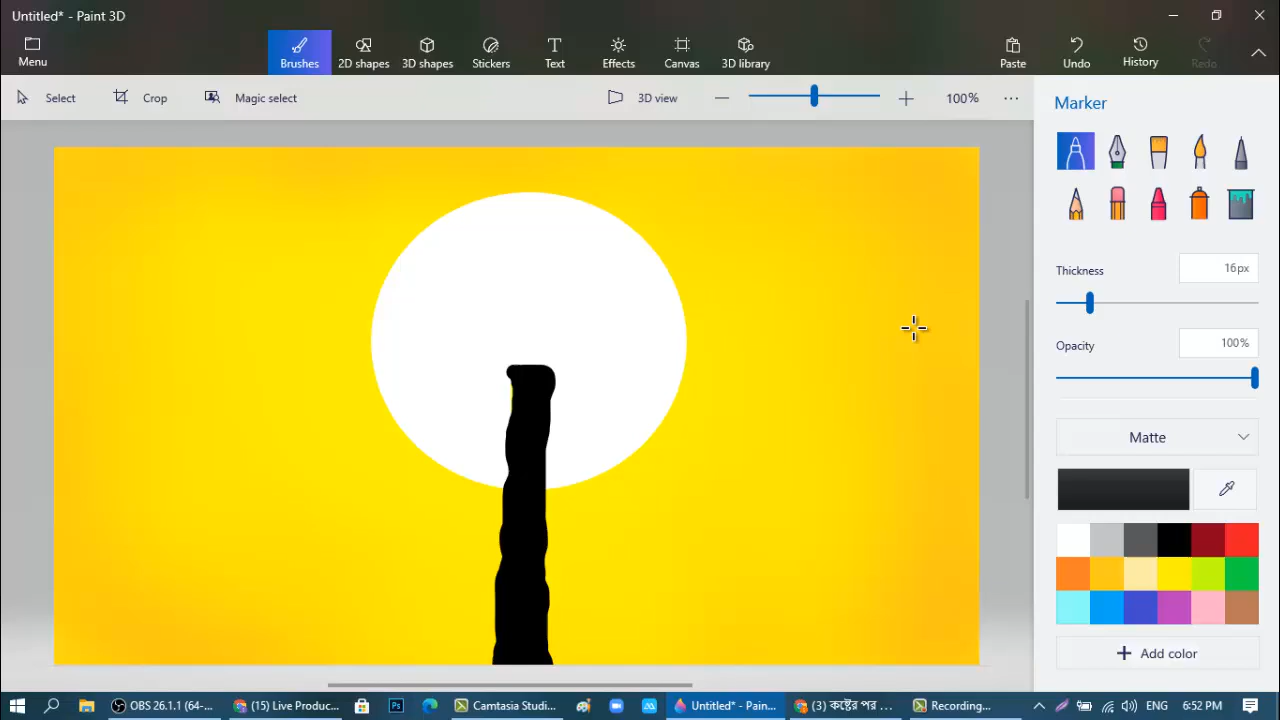 Untitled* - Paint 3D
Menu
Brushes
2D shapes
3D shapes
Stickers
Text
Effects
Canvas
3D library
Paste
Undo
History
Redo
Select
Crop
Magic select
3D view
100%
Marker
Thickness
16px
Opacity
100%
Matte
Add color
OBS 26.1.1 (64-...
(15) Live Produc...
Camtasia Studi...
Untitled* - Pain...
(3) কষ্টের পর ...
Recording...
ENG
6:52 PM